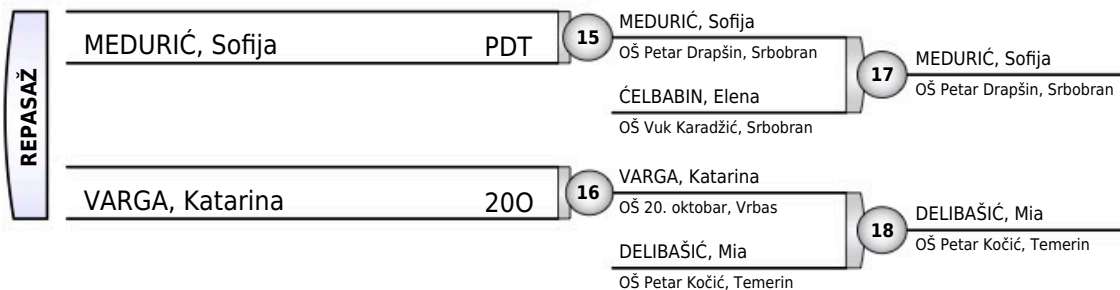 REPASAŽ
MEDURIĆ, Sofija PDT
15
MEDURIĆ, Sofija
OŠ Petar Drapšin, Srbobran
ĆELBABIN, Elena
OŠ Vuk Karadžić, Srbobran
17
MEDURIĆ, Sofija
OŠ Petar Drapšin, Srbobran
VARGA, Katarina 20O
16
VARGA, Katarina
OŠ 20. oktobar, Vrbas
DELIBAŠIĆ, Mia
OŠ Petar Kočić, Temerin
18
DELIBAŠIĆ, Mia
OŠ Petar Kočić, Temerin